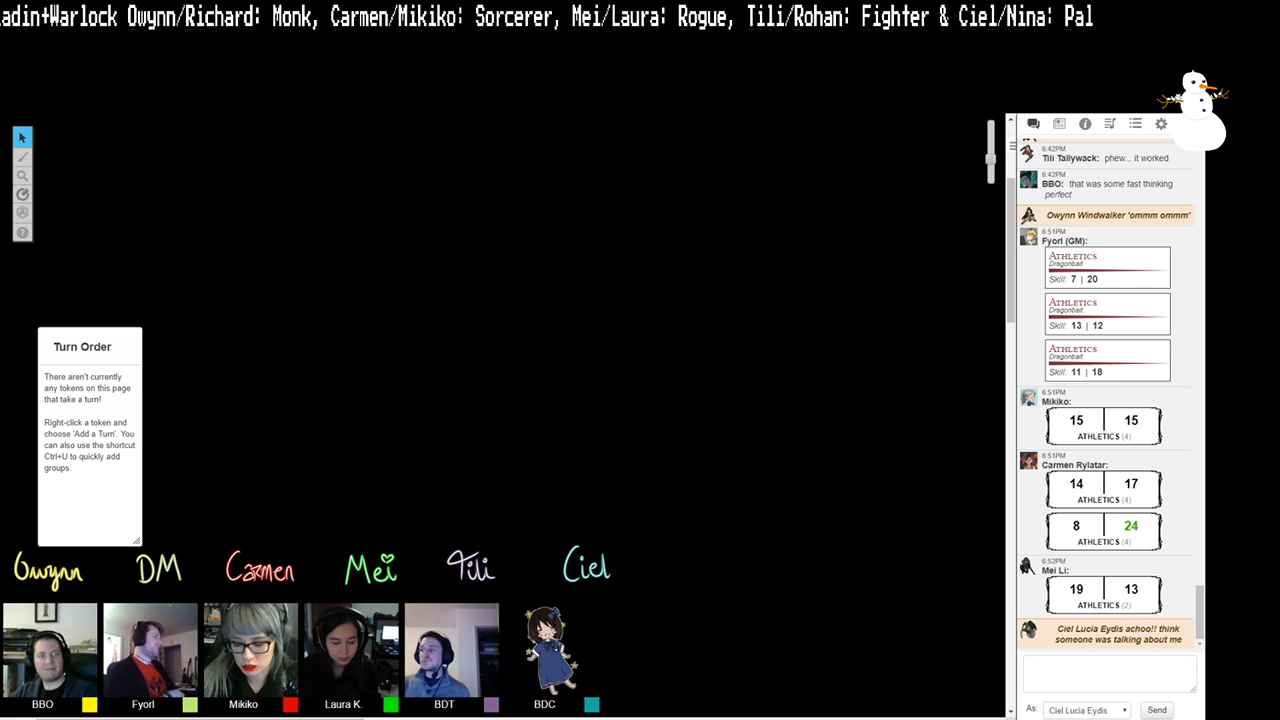 ladin+Warlock Owynn/Richard: Monk, Carmen/Mikiko: Sorcerer, Mei/Laura: Rogue, Tili/Rohan: Fighter & Ciel/Nina: Pal
6:42PM
Tili Tallywack: phew... it worked
6:42PM
BBO: that was some fast thinking
perfect
Owynn Windwalker 'ommm ommm'
6:51PM
Fyorl (GM):
ATHLETICS
Dragonbait
Skill: 7 | 20
ATHLETICS
Dragonbait
Skill: 13 | 12
ATHLETICS
Dragonbait
Skill: 11 | 18
6:51PM
Mikiko:
15 15
ATHLETICS (4)
6:51PM
Carmen Rylatar:
14 17
ATHLETICS (4)
8 24
ATHLETICS (4)
6:52PM
Mei Li:
19 13
ATHLETICS (2)
Ciel Lucia Eydis achoo!! think
someone was talking about me
As: Ciel Lucia Eydis Send
Turn Order
There aren't currently
any tokens on this page
that take a turn!
Right-click a token and
choose 'Add a Turn'. You
can also use the shortcut
Ctrl+U to quickly add
groups.
Owynn DM Carmen Mei Tili Ciel
BBO Fyorl Mikiko Laura K. BDT BDC